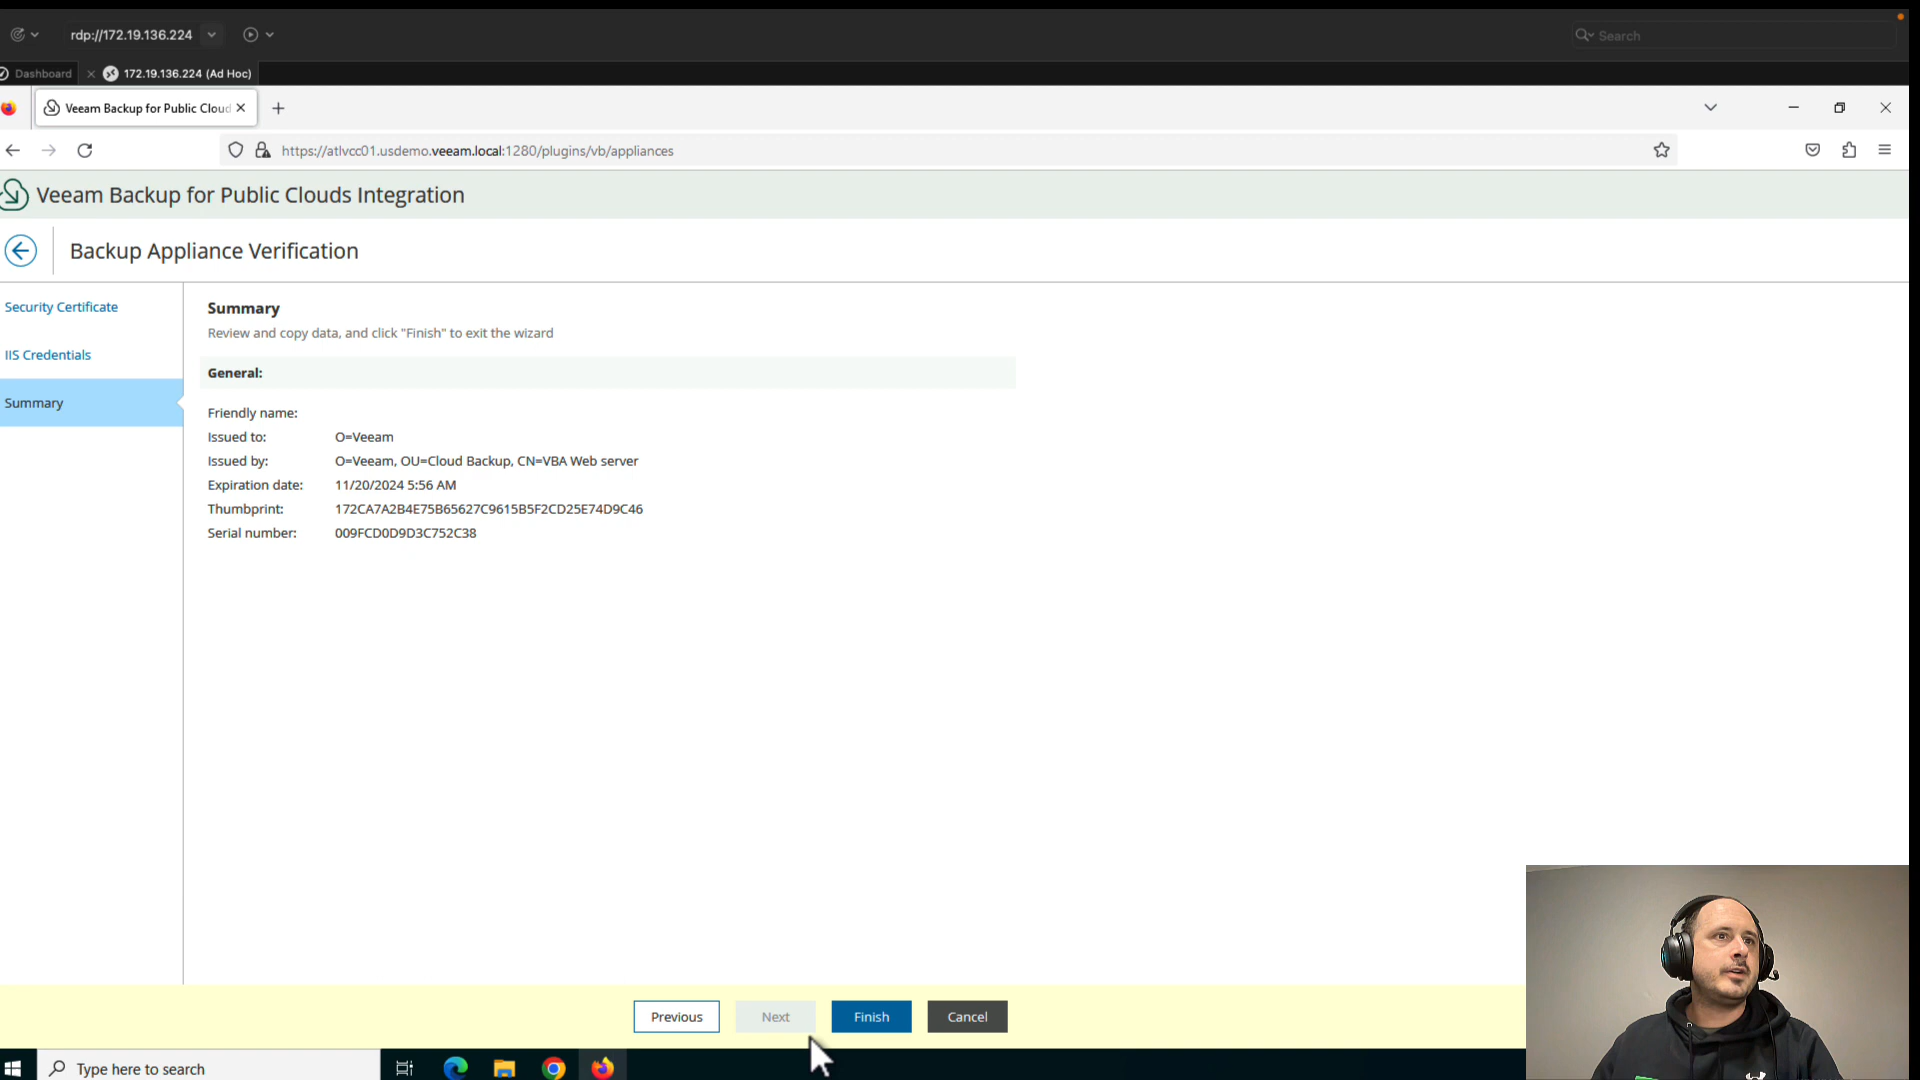 rdp://172.19.136.224
Search
Dashboard
172.19.136.224 (Ad Hoc)
Veeam Backup for Public Cloud
https://atlvcc01.usdemo.veeam.local:1280/plugins/vb/appliances
Veeam Backup for Public Clouds Integration
Backup Appliance Verification
Security Certificate
IIS Credentials
Summary
Summary
Review and copy data, and click "Finish" to exit the wizard
General:
Friendly name:
Issued to: O=Veeam
Issued by: O=Veeam, OU=Cloud Backup, CN=VBA Web server
Expiration date: 11/20/2024 5:56 AM
Thumbprint: 172CA7A2B4E75B65627C9615B5F2CD25E74D9C46
Serial number: 009FCD0D9D3C752C38
Previous
Next
Finish
Cancel
Type here to search